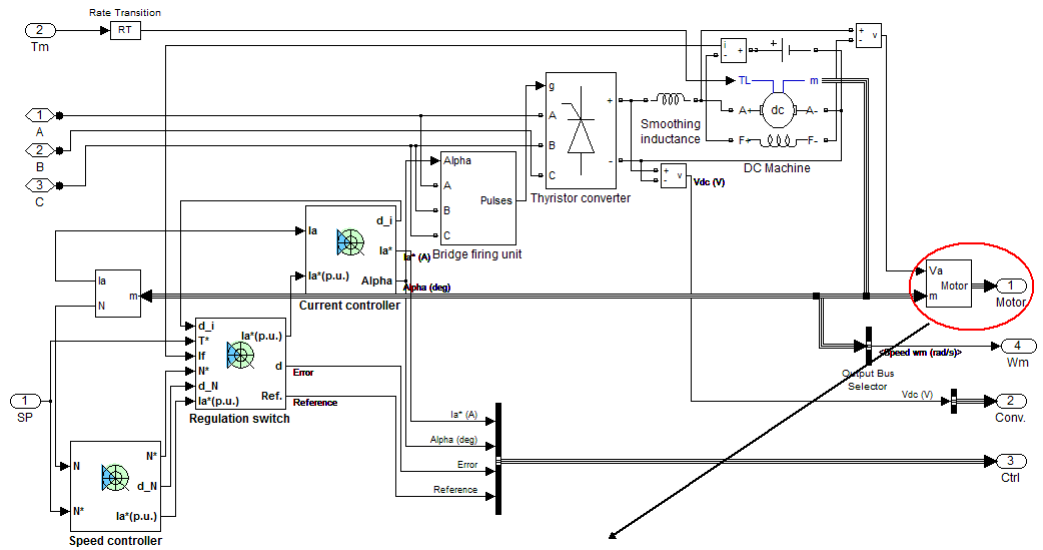 Rate Transition
2
RT
Tm
i
+
-
+
+
-
v
TL
m
1
A
g
A
B
C
+
-
Smoothing
inductance
A+
dc
A-
F+
F-
DC Machine
2
B
3
C
Alpha
A
B
C
Pulses
Thyristor converter
+
-
v
Vdc (V)
Bridge firing unit
Ia
d_i
Ia*
Ia*(p.u.)
Alpha
Ia* (A)
Alpha (deg)
Current controller
Ia
N
m
Va
m
Motor
1
Motor
d_i
T*
If
N*
d_N
Ia*(p.u.)
Ia*(p.u.)
d
Ref.
Error
Reference
Regulation switch
<Speed wm (rad/s)>
4
Wm
Output Bus
Selector
1
SP
Vdc (V)
2
Conv.
Ia* (A)
Alpha (deg)
Error
Reference
3
Ctrl
N
N*
N*
d_N
Ia*(p.u.)
Speed controller